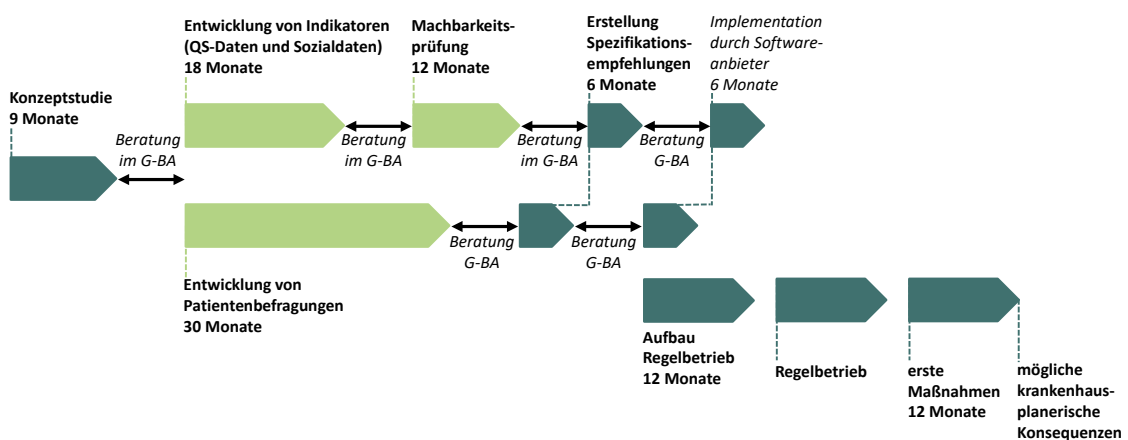 Entwicklung von Indikatoren
(QS-Daten und Sozialdaten)
18 Monate
Machbarkeits-
prüfung
12 Monate
Erstellung
Spezifikations-
empfehlungen
6 Monate
Implementation
durch Software-
anbieter
6 Monate
Konzeptstudie
9 Monate
Beratung
im G-BA
Beratung
im G-BA
Beratung
im G-BA
Beratung
G-BA
Beratung
G-BA
Beratung
G-BA
Entwicklung von
Patientenbefragungen
30 Monate
Aufbau
Regelbetrieb
12 Monate
Regelbetrieb
erste
Maßnahmen
12 Monate
mögliche
krankenhaus-
planerische
Konsequenzen